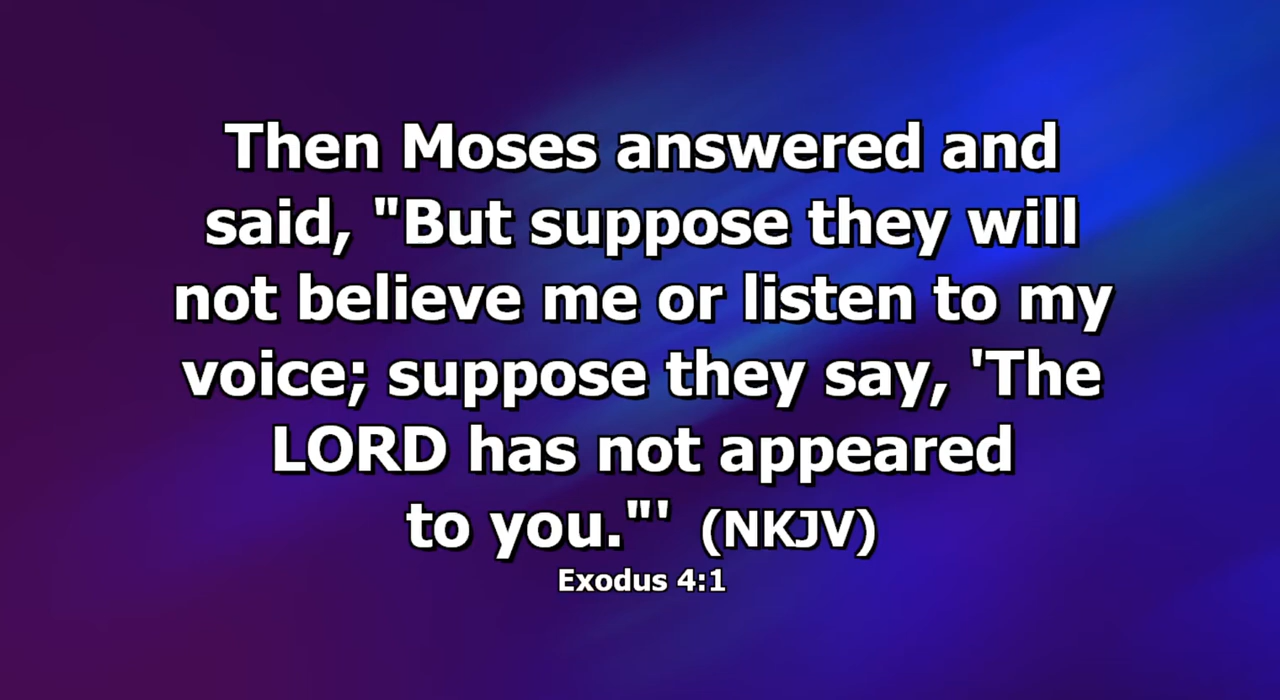 Then Moses answered and
said, "But suppose they will
not believe me or listen to my
voice; suppose they say, 'The
LORD has not appeared
to you."' (NKJV)
Exodus 4:1